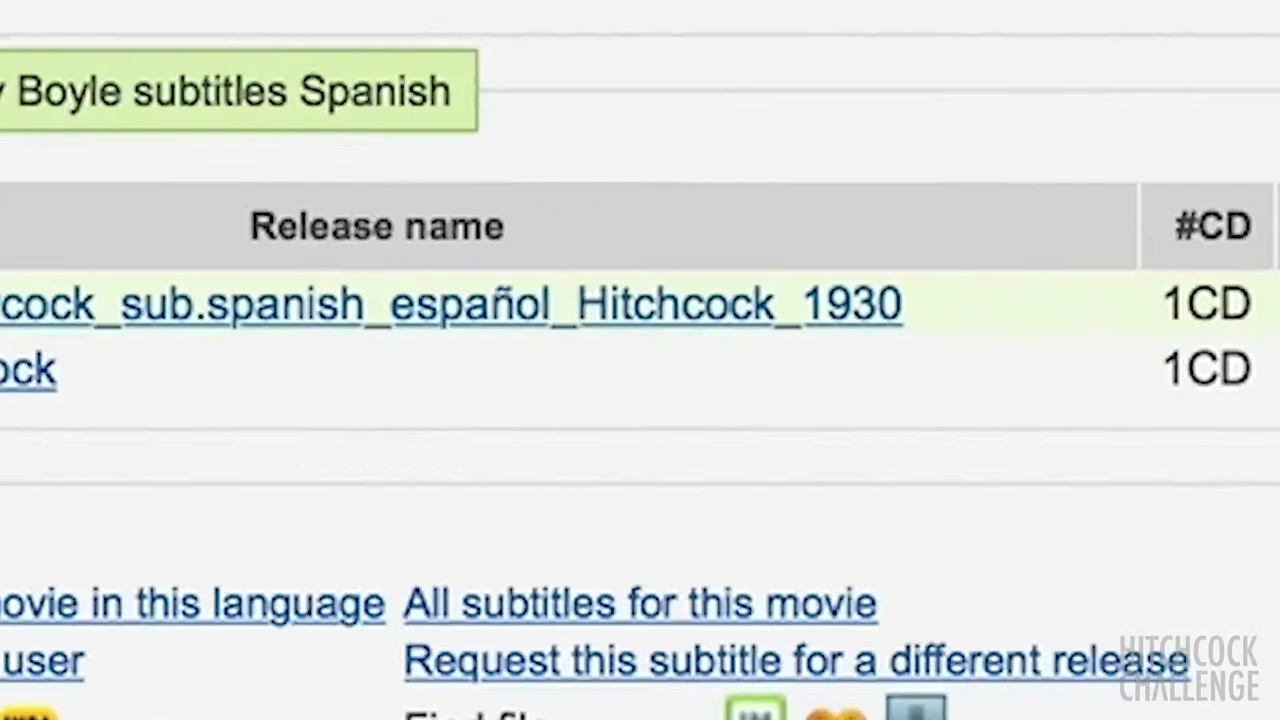 Boyle subtitles Spanish
Release name #CD
cock_sub.spanish_español_Hitchcock_1930 1CD
ock 1CD
ovie in this language All subtitles for this movie
user Request this subtitle for a different release
HITCHCOCK
CHALLENGE